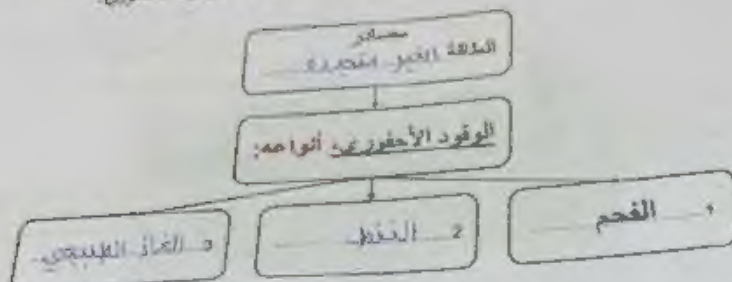 مصادر
الطاقة الغير متجددة
الوقود الأحفوري، أنواعه:
1 الفحم
2 النفط
3 الغاز الطبيعي